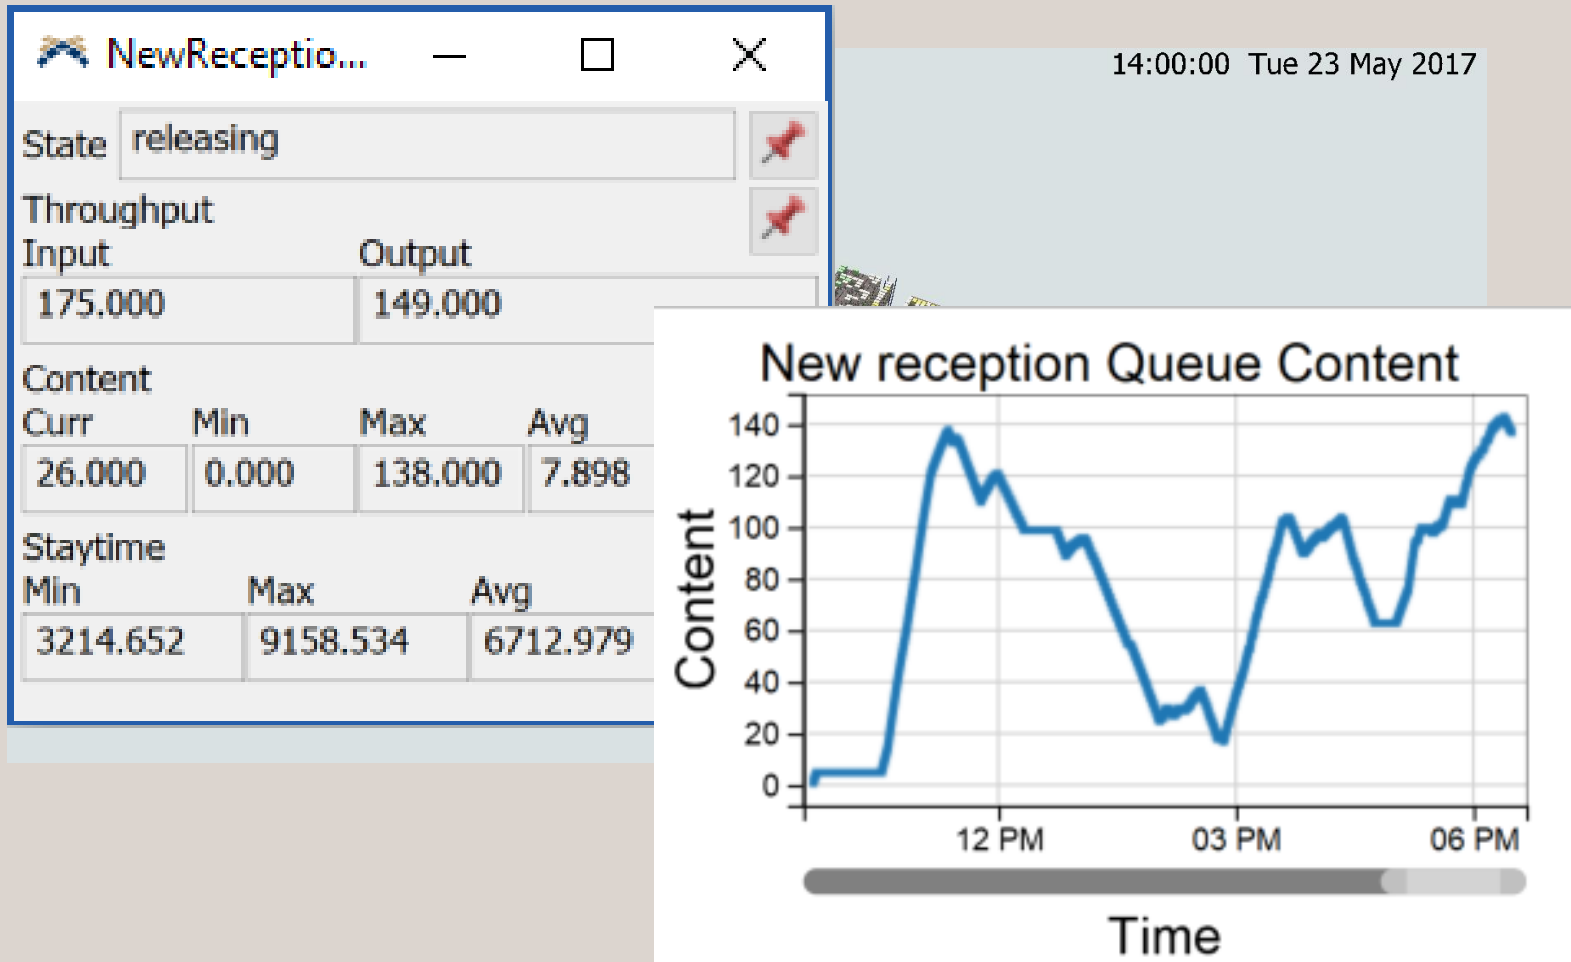 NewReceptio...
14:00:00 Tue 23 May 2017
State releasing
Throughput
Input Output
175.000 149.000
Content
Curr Min Max Avg
26.000 0.000 138.000 7.898
Staytime
Min Max Avg
3214.652 9158.534 6712.979
New reception Queue Content
140
120
100
80
60
40
20
0
Content
12 PM 03 PM 06 PM
Time